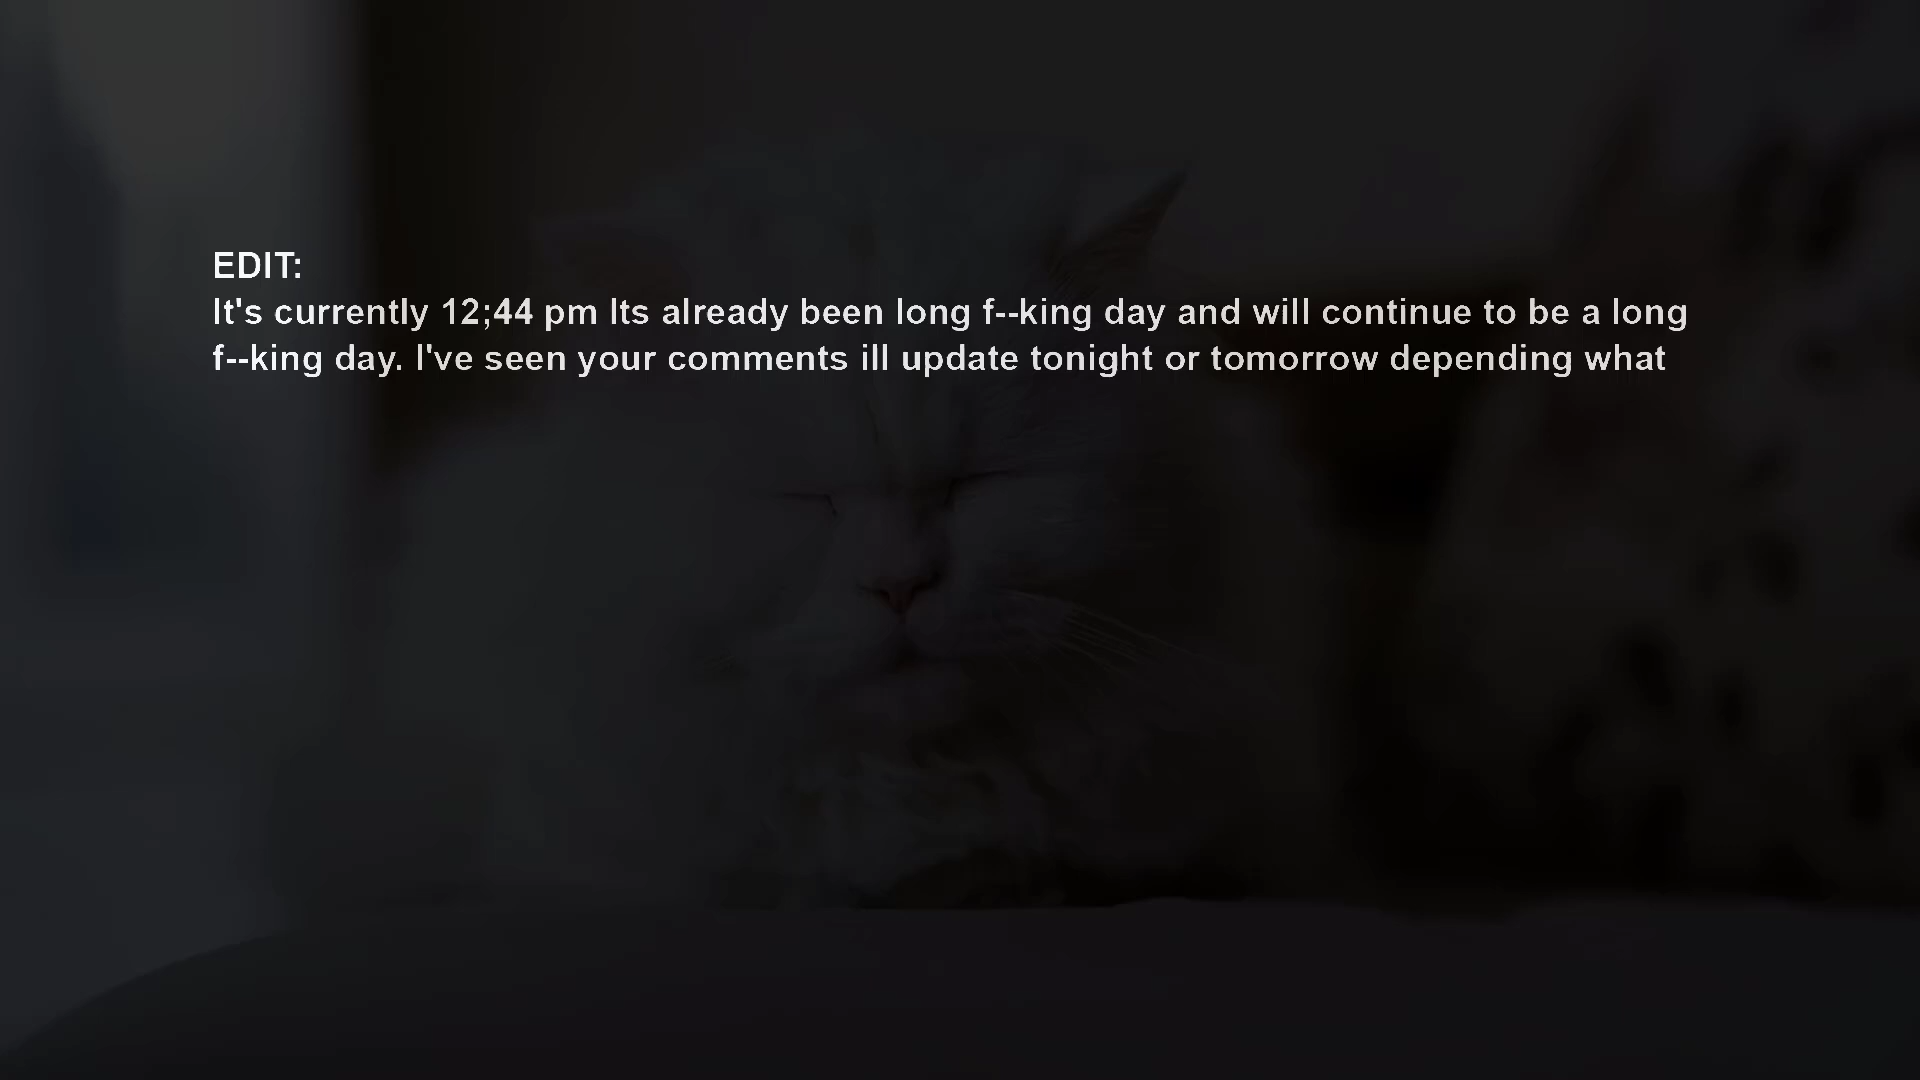 EDIT:
It's currently 12;44 pm Its already been long f--king day and will continue to be a long
f--king day. I've seen your comments ill update tonight or tomorrow depending what